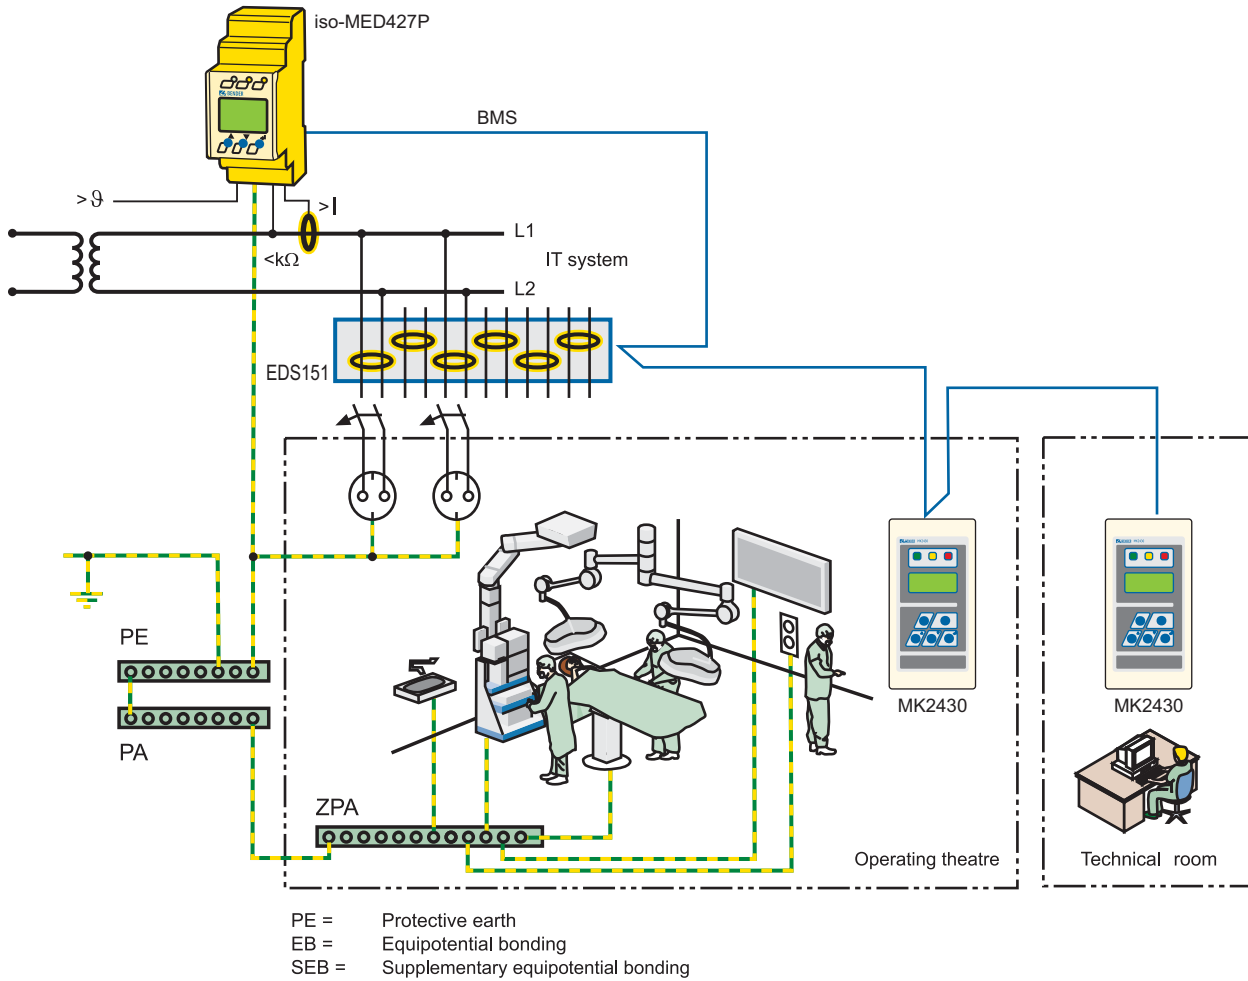 iso-MED427P
BENDER
BMS
>ϑ
>I
L1
<kΩ
IT system
L2
EDS151
PE
PA
MK2430
MK2430
ZPA
Operating theatre
Technical room
PE = Protective earth
EB = Equipotential bonding
SEB = Supplementary equipotential bonding